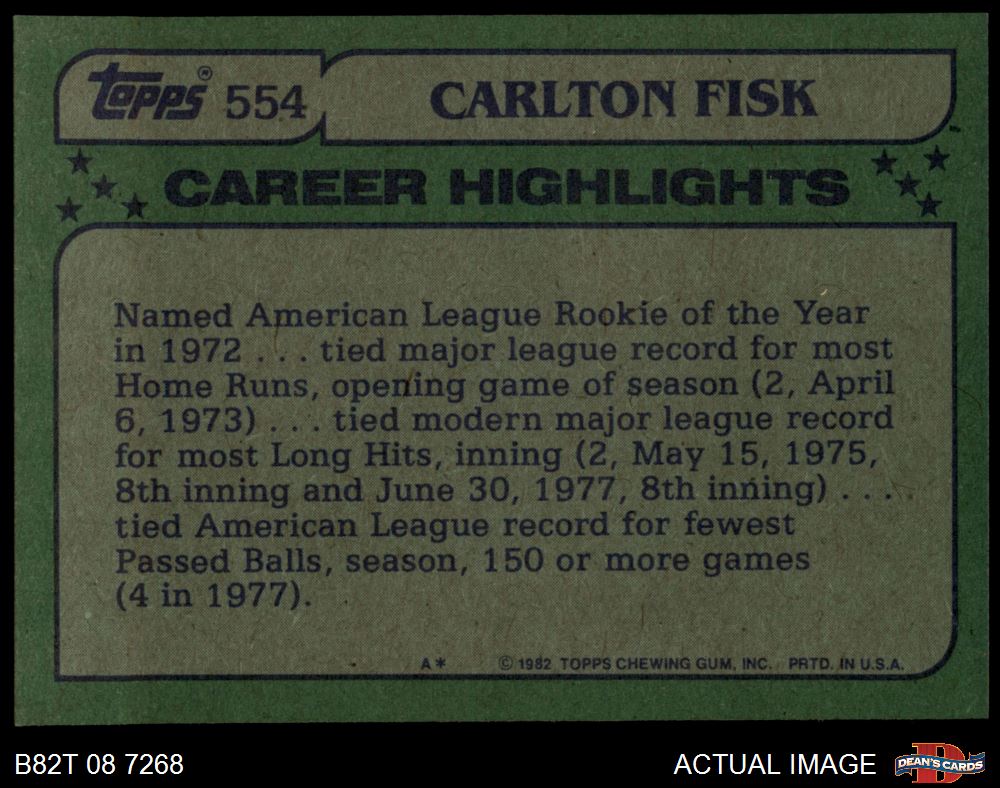 topps® 554 CARLTON FISK
CAREER HIGHLIGHTS
Named American League Rookie of the Year
in 1972 . . . tied major league record for most
Home Runs, opening game of season (2, April
6, 1973) . . . tied modern major league record
for most Long Hits, inning (2, May 15, 1975,
8th inning and June 30, 1977, 8th inning) . . .
tied American League record for fewest
Passed Balls, season, 150 or more games
(4 in 1977).
A* © 1982 TOPPS CHEWING GUM, INC. PRTD. IN U.S.A.
B82T 08 7268 ACTUAL IMAGE D DEAN'S CARDS